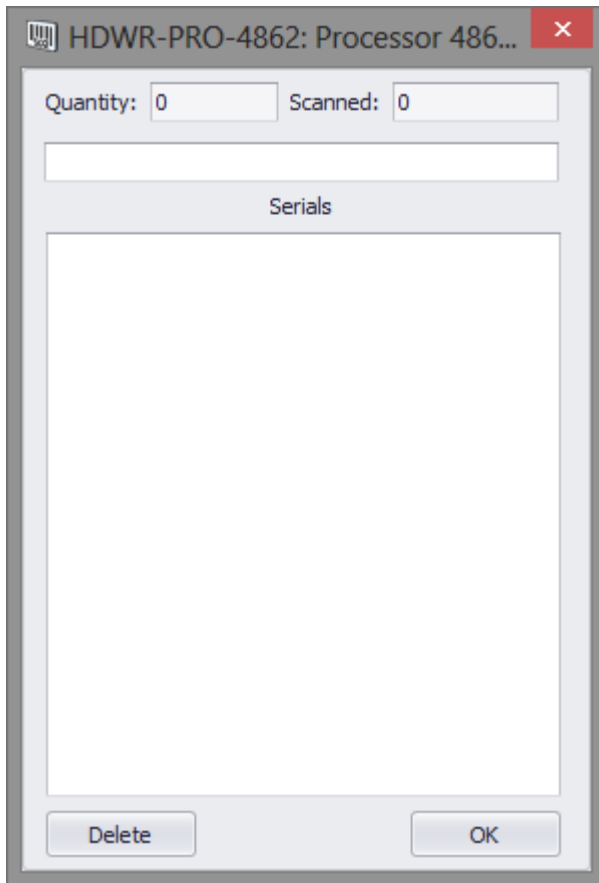 HDWR-PRO-4862: Processor 486...
Quantity: 0 Scanned: 0
Serials
Delete OK